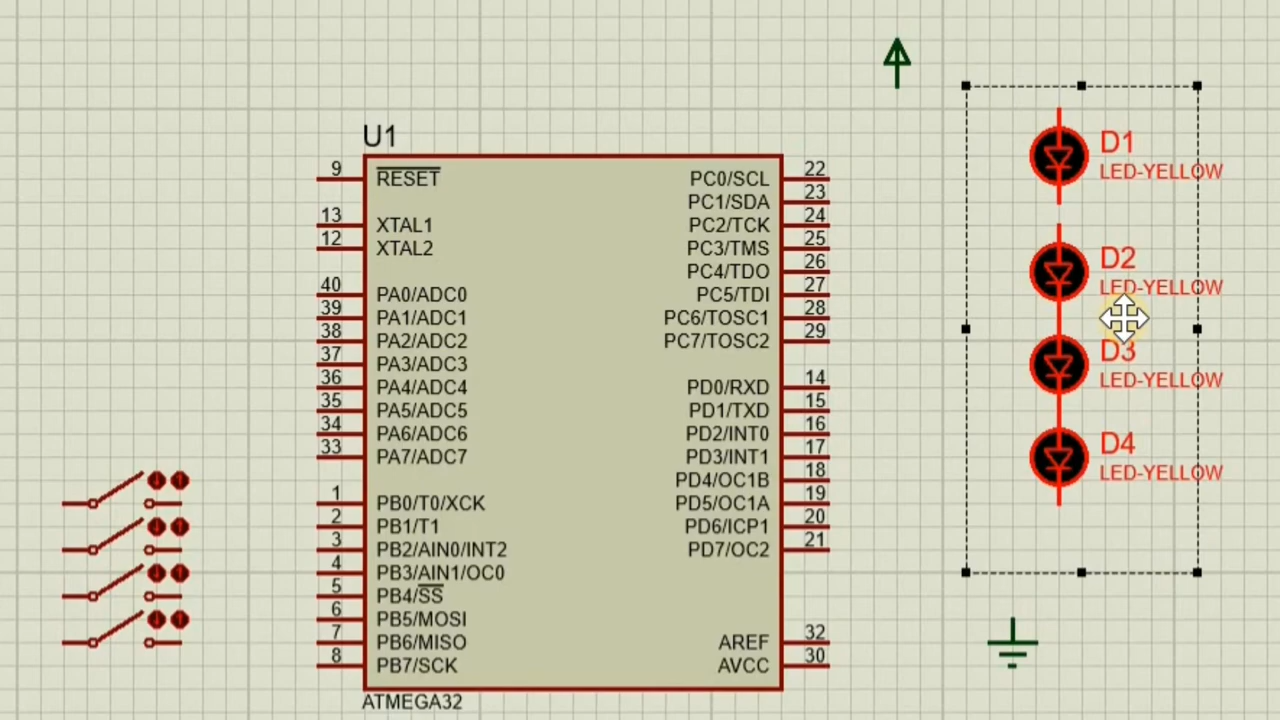 U1
9 RESET
13 XTAL1
12 XTAL2
40 PA0/ADC0
39 PA1/ADC1
38 PA2/ADC2
37 PA3/ADC3
36 PA4/ADC4
35 PA5/ADC5
34 PA6/ADC6
33 PA7/ADC7
1 PB0/T0/XCK
2 PB1/T1
3 PB2/AIN0/INT2
4 PB3/AIN1/OC0
5 PB4/SS
6 PB5/MOSI
7 PB6/MISO
8 PB7/SCK
PC0/SCL 22
PC1/SDA 23
PC2/TCK 24
PC3/TMS 25
PC4/TDO 26
PC5/TDI 27
PC6/TOSC1 28
PC7/TOSC2 29
PD0/RXD 14
PD1/TXD 15
PD2/INT0 16
PD3/INT1 17
PD4/OC1B 18
PD5/OC1A 19
PD6/ICP1 20
PD7/OC2 21
AREF 32
AVCC 30
ATMEGA32
D1
LED-YELLOW
D2
LED-YELLOW
D3
LED-YELLOW
D4
LED-YELLOW